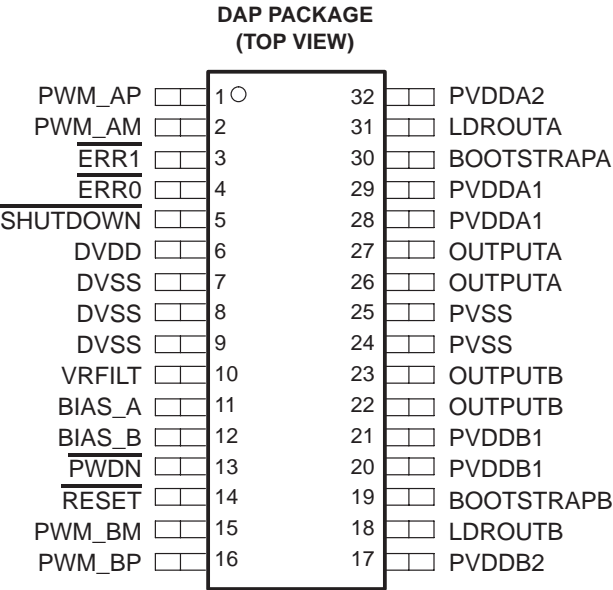 DAP PACKAGE
(TOP VIEW)
PWM_AP 1 32 PVDDA2
PWM_AM 2 31 LDROUTA
ERR1 3 30 BOOTSTRAPA
ERR0 4 29 PVDDA1
SHUTDOWN 5 28 PVDDA1
DVDD 6 27 OUTPUTA
DVSS 7 26 OUTPUTA
DVSS 8 25 PVSS
DVSS 9 24 PVSS
VRFILT 10 23 OUTPUTB
BIAS_A 11 22 OUTPUTB
BIAS_B 12 21 PVDDB1
PWDN 13 20 PVDDB1
RESET 14 19 BOOTSTRAPB
PWM_BM 15 18 LDROUTB
PWM_BP 16 17 PVDDB2